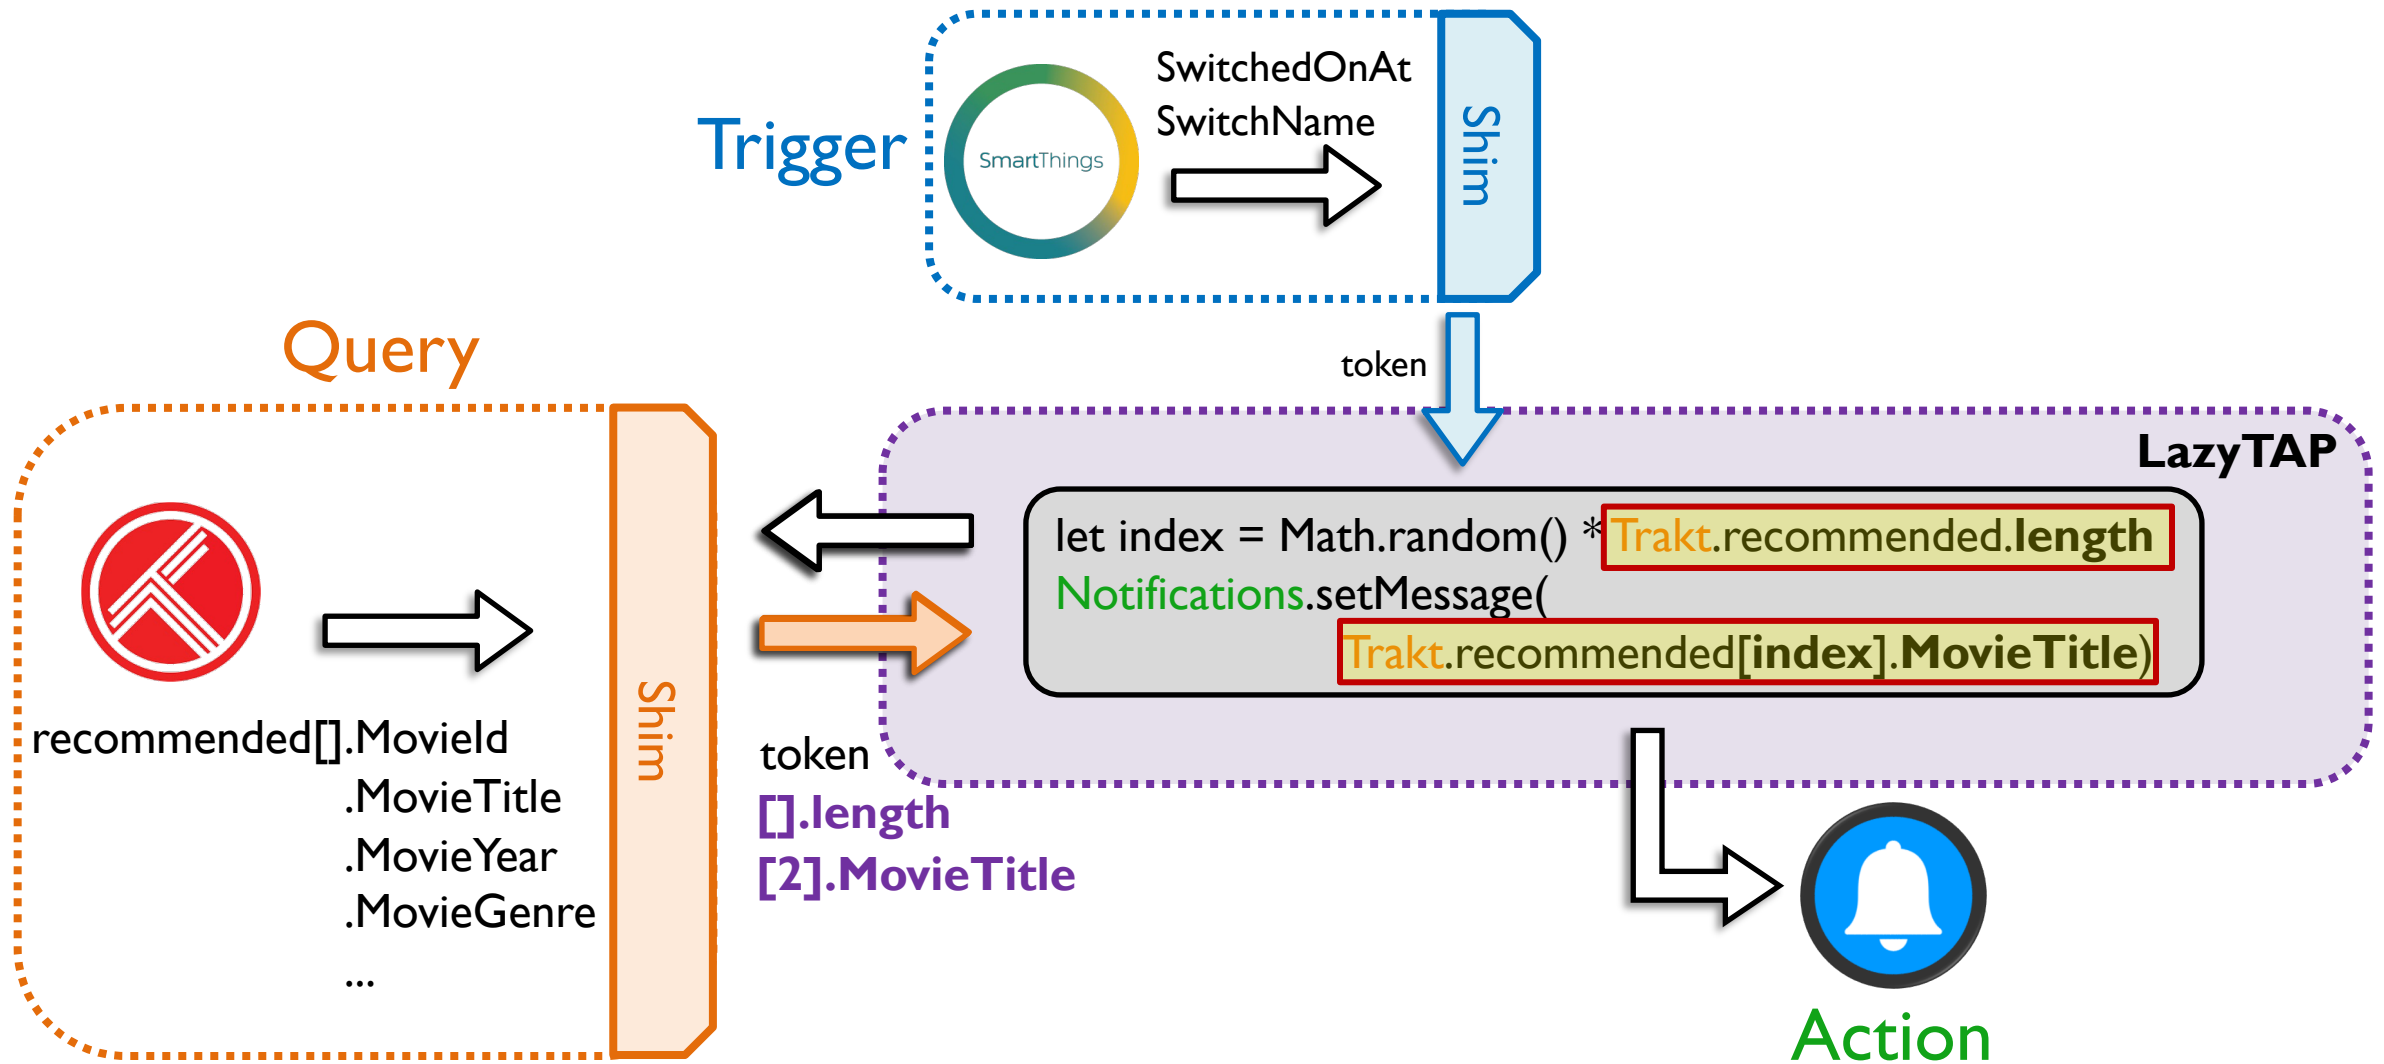 SwitchedOnAt
SwitchName
Trigger
SmartThings
Shim
Query
token
LazyTAP
let index = Math.random() * Trakt.recommended.length
Notifications.setMessage(
Trakt.recommended[index].MovieTitle)
Shim
recommended[].MovieId
.MovieTitle
.MovieYear
.MovieGenre
...
token
[].length
[2].MovieTitle
Action